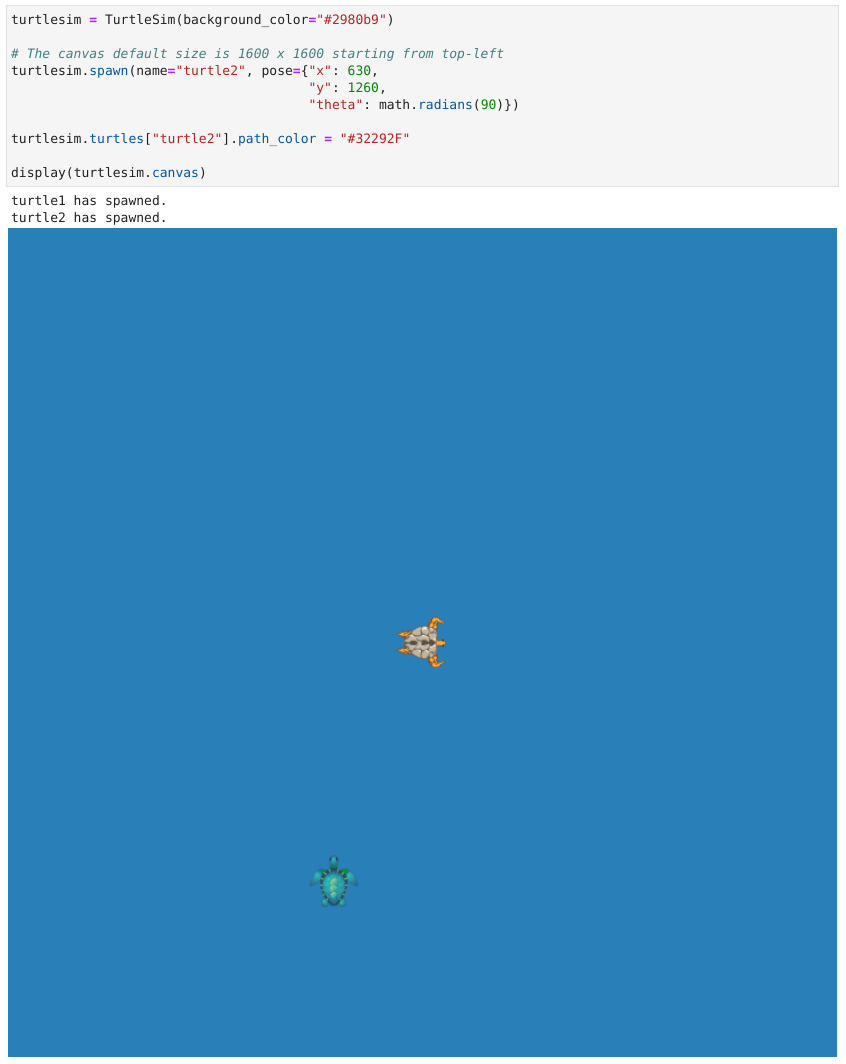 turtlesim = TurtleSim(background_color="#2980b9")
# The canvas default size is 1600 x 1600 starting from top-left
turtlesim.spawn(name="turtle2", pose={"x": 630,
"y": 1260,
"theta": math.radians(90)})
turtlesim.turtles["turtle2"].path_color = "#32292F"
display(turtlesim.canvas)
turtle1 has spawned.
turtle2 has spawned.